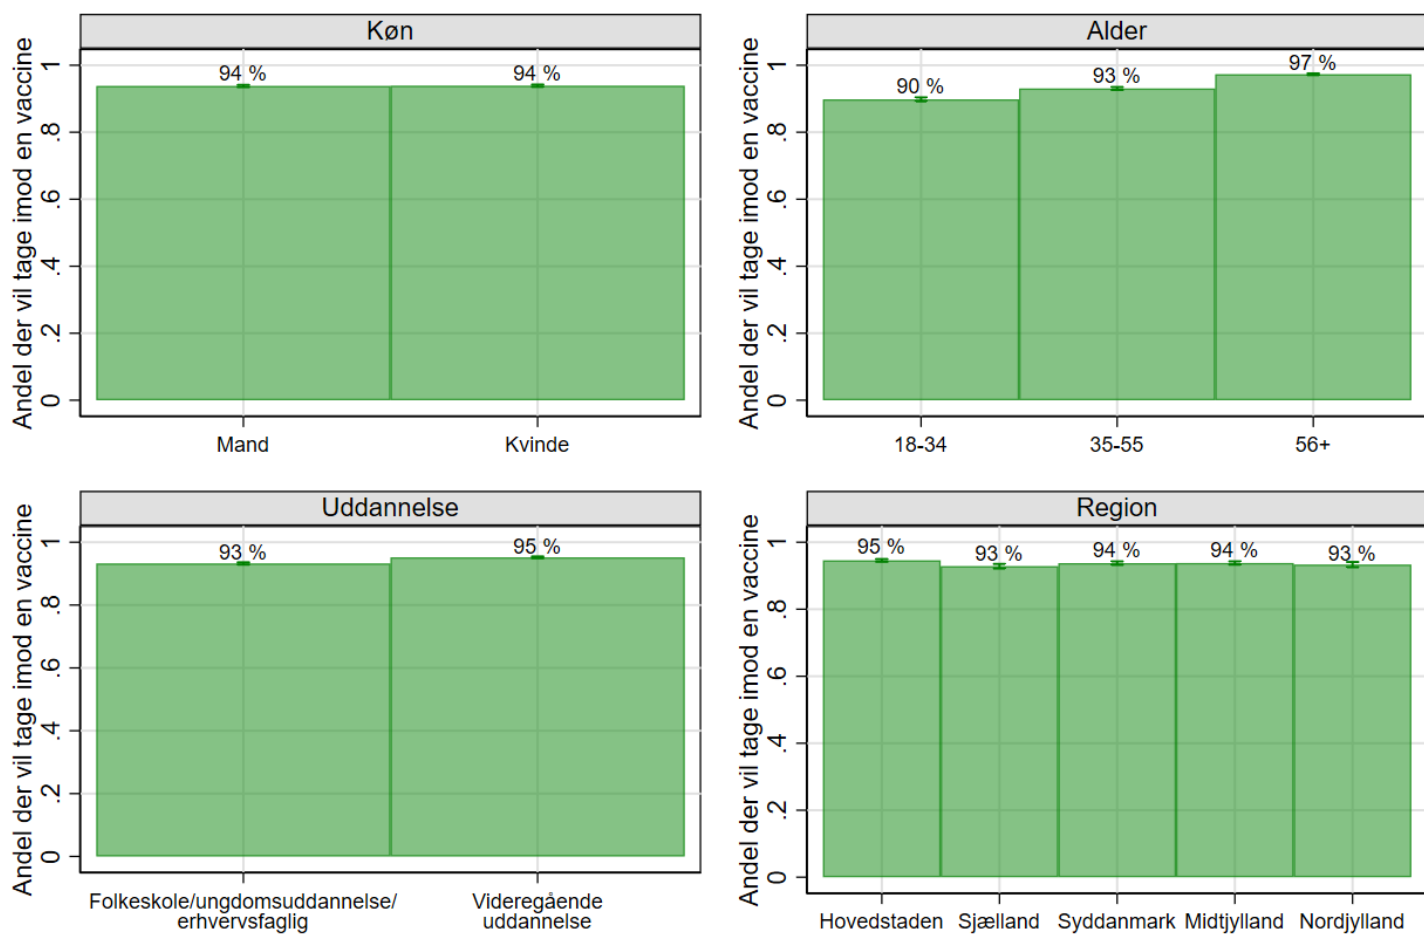 Køn
Andel der vil tage imod en vaccine
1
.8
.6
.4
.2
0
94 %
94 %
Mand
Kvinde
Alder
Andel der vil tage imod en vaccine
1
.8
.6
.4
.2
0
90 %
93 %
97 %
18-34
35-55
56+
Uddannelse
Andel der vil tage imod en vaccine
1
.8
.6
.4
.2
0
93 %
95 %
Folkeskole/ungdomsuddannelse/
erhvervsfaglig
Videregående
uddannelse
Region
Andel der vil tage imod en vaccine
1
.8
.6
.4
.2
0
95 %
93 %
94 %
94 %
93 %
Hovedstaden
Sjælland
Syddanmark
Midtjylland
Nordjylland